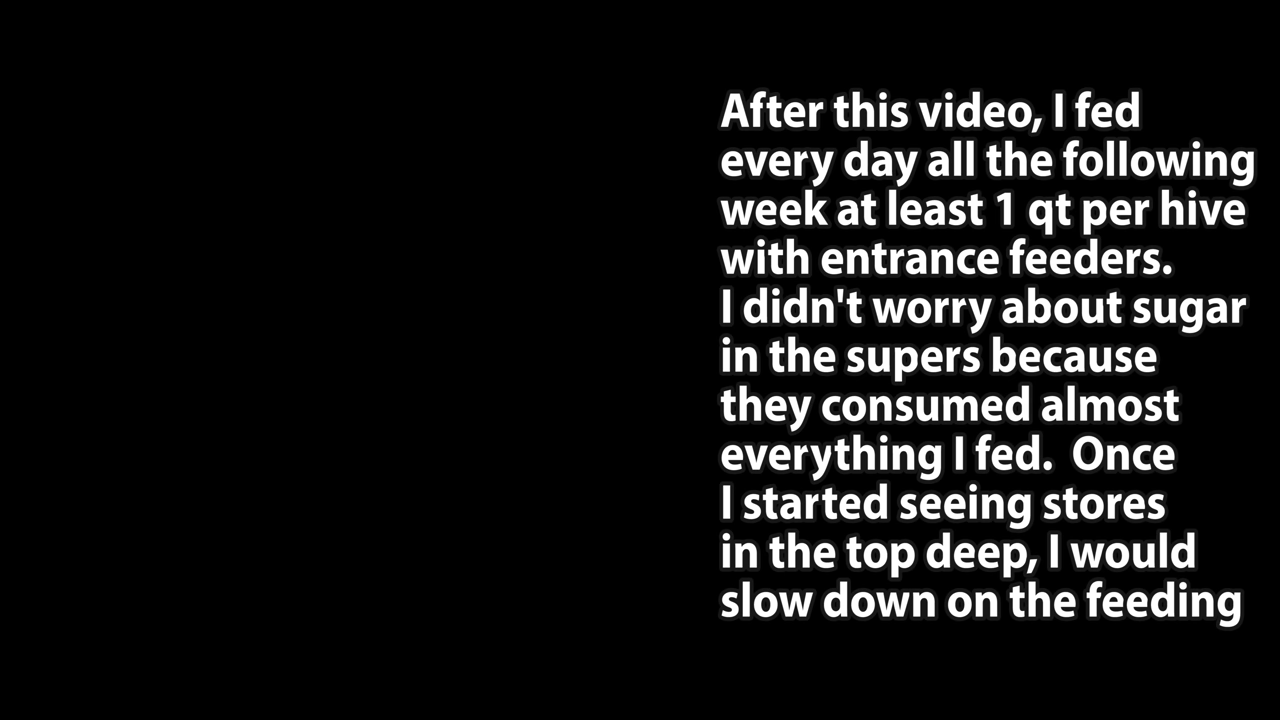 After this video, I fed
every day all the following
week at least 1 qt per hive
with entrance feeders.
I didn't worry about sugar
in the supers because
they consumed almost
everything I fed.  Once
I started seeing stores
in the top deep, I would
slow down on the feeding